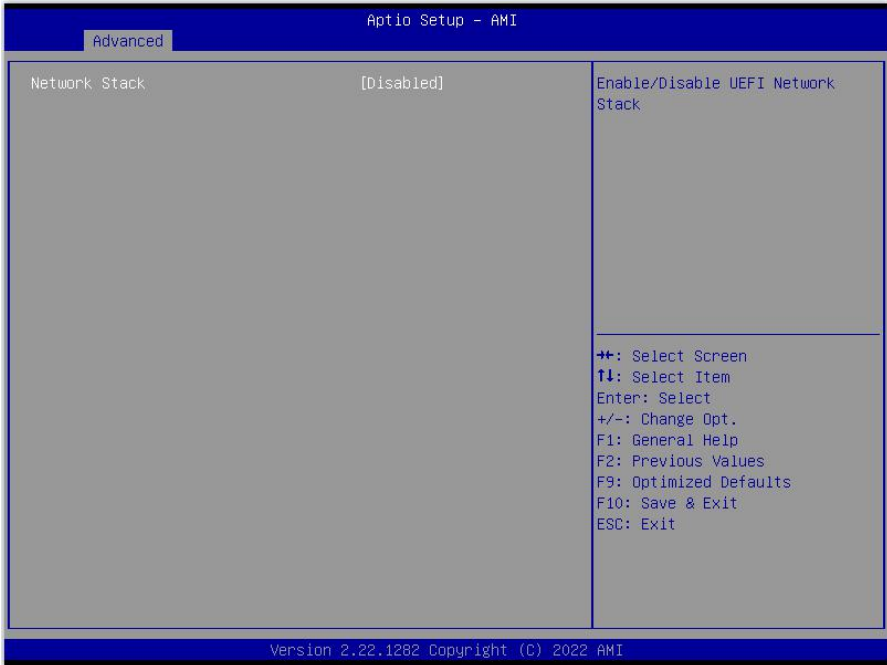 Aptio Setup – AMI
Advanced
Network Stack [Disabled]
Enable/Disable UEFI Network
Stack
→←: Select Screen
↑↓: Select Item
Enter: Select
+/-: Change Opt.
F1: General Help
F2: Previous Values
F9: Optimized Defaults
F10: Save & Exit
ESC: Exit
Version 2.22.1282 Copyright (C) 2022 AMI